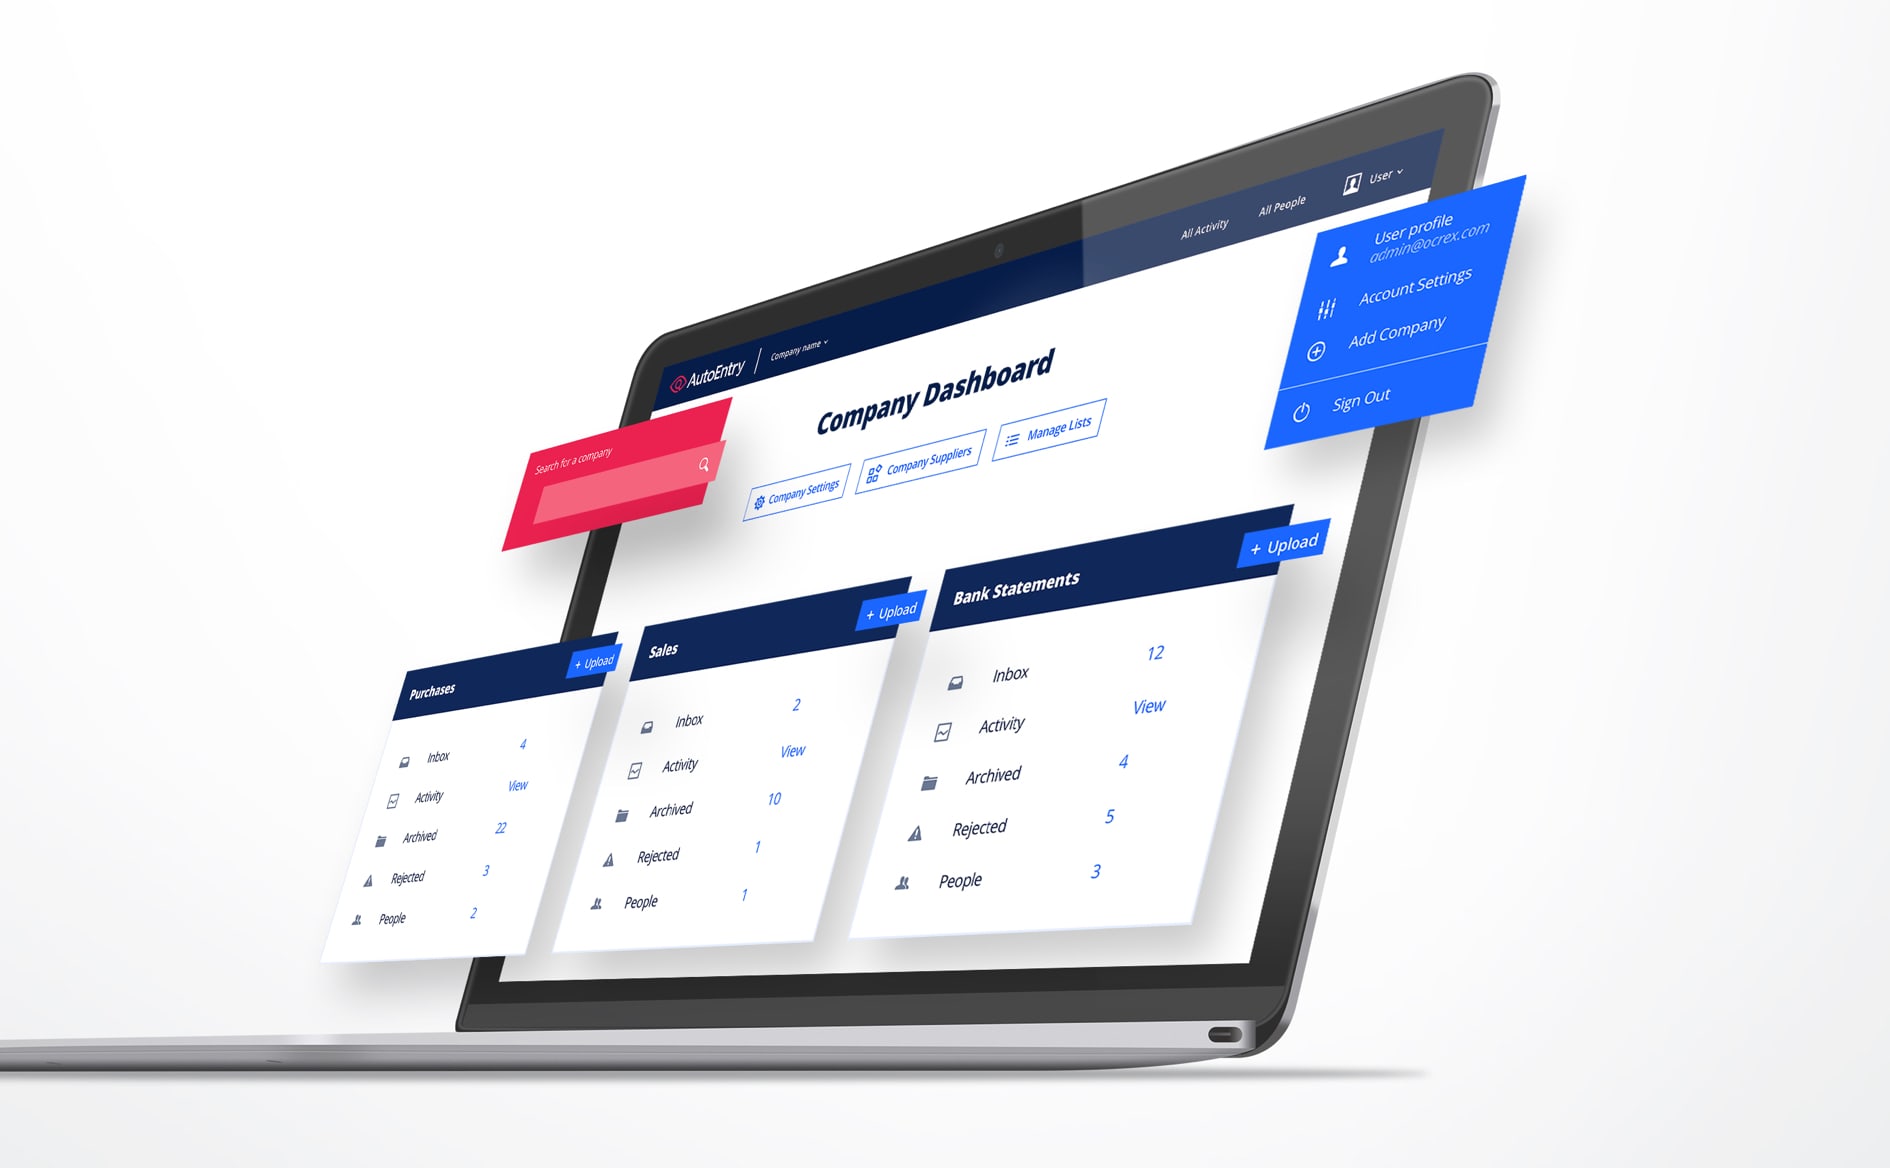 AutoEntry
Company name
All Activity
All People
User
User profile
admin@ocrex.com
Account Settings
Add Company
Sign Out
Search for a company
Company Dashboard
Company Settings
Company Suppliers
Manage Lists
Purchases
+ Upload
Inbox 4
Activity View
Archived 22
Rejected 3
People 2
Sales
+ Upload
Inbox 2
Activity View
Archived 10
Rejected 1
People 1
Bank Statements
+ Upload
Inbox 12
Activity View
Archived 4
Rejected 5
People 3